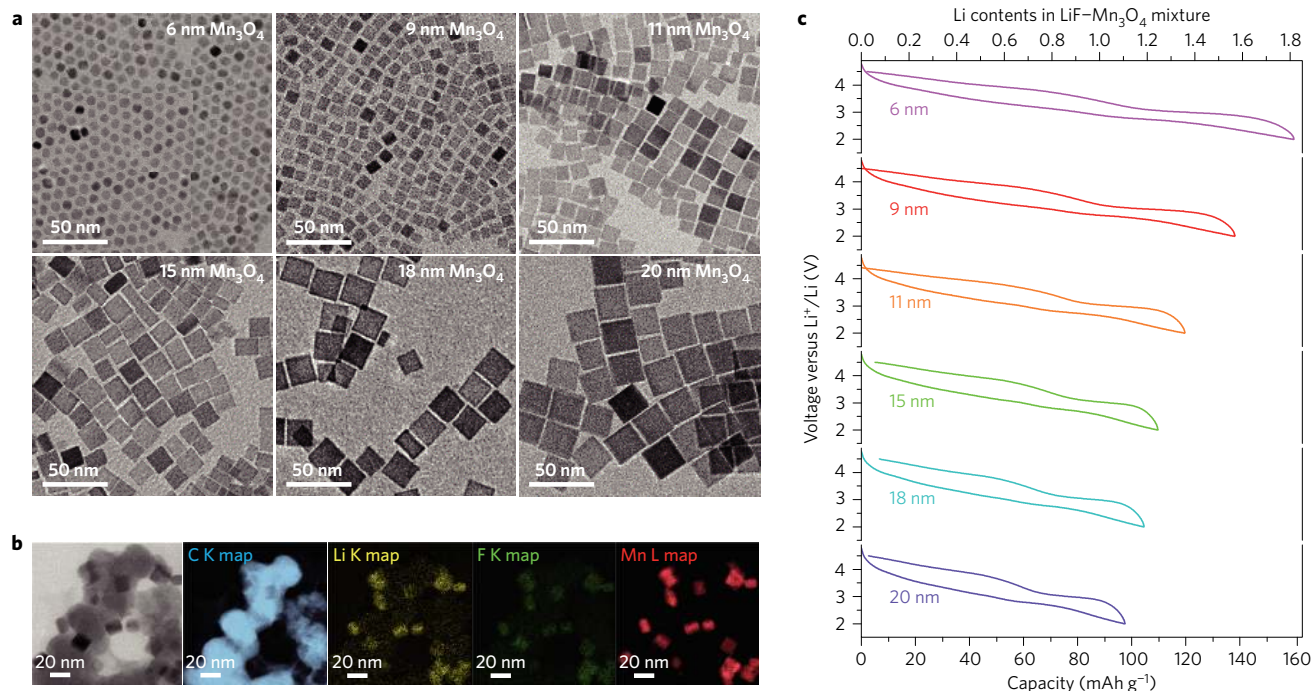 a
6 nm Mn₃O₄
9 nm Mn₃O₄
11 nm Mn₃O₄
50 nm
50 nm
50 nm
15 nm Mn₃O₄
18 nm Mn₃O₄
20 nm Mn₃O₄
50 nm
50 nm
50 nm
b
C K map
Li K map
F K map
Mn L map
20 nm
20 nm
20 nm
20 nm
20 nm
c
Li contents in LiF–Mn₃O₄ mixture
0.0 0.2 0.4 0.6 0.8 1.0 1.2 1.4 1.6 1.8
4
3
2
6 nm
4
3
2
9 nm
4
3
2
11 nm
4
3
2
15 nm
4
3
2
18 nm
4
3
2
20 nm
Voltage versus Li⁺/Li (V)
0 20 40 60 80 100 120 140 160
Capacity (mAh g⁻¹)